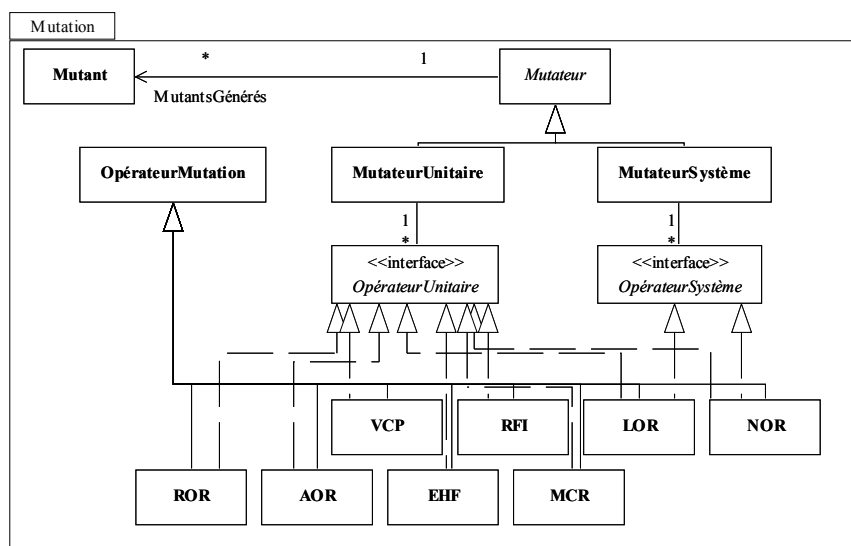 Mutation
Mutant
*
1
Mutateur
MutantsGénérés
OpérateurMutation
MutateurUnitaire
MutateurSystème
1
*
1
*
<<interface>>
OpérateurUnitaire
<<interface>>
OpérateurSystème
VCP
RFI
LOR
NOR
ROR
AOR
EHF
MCR